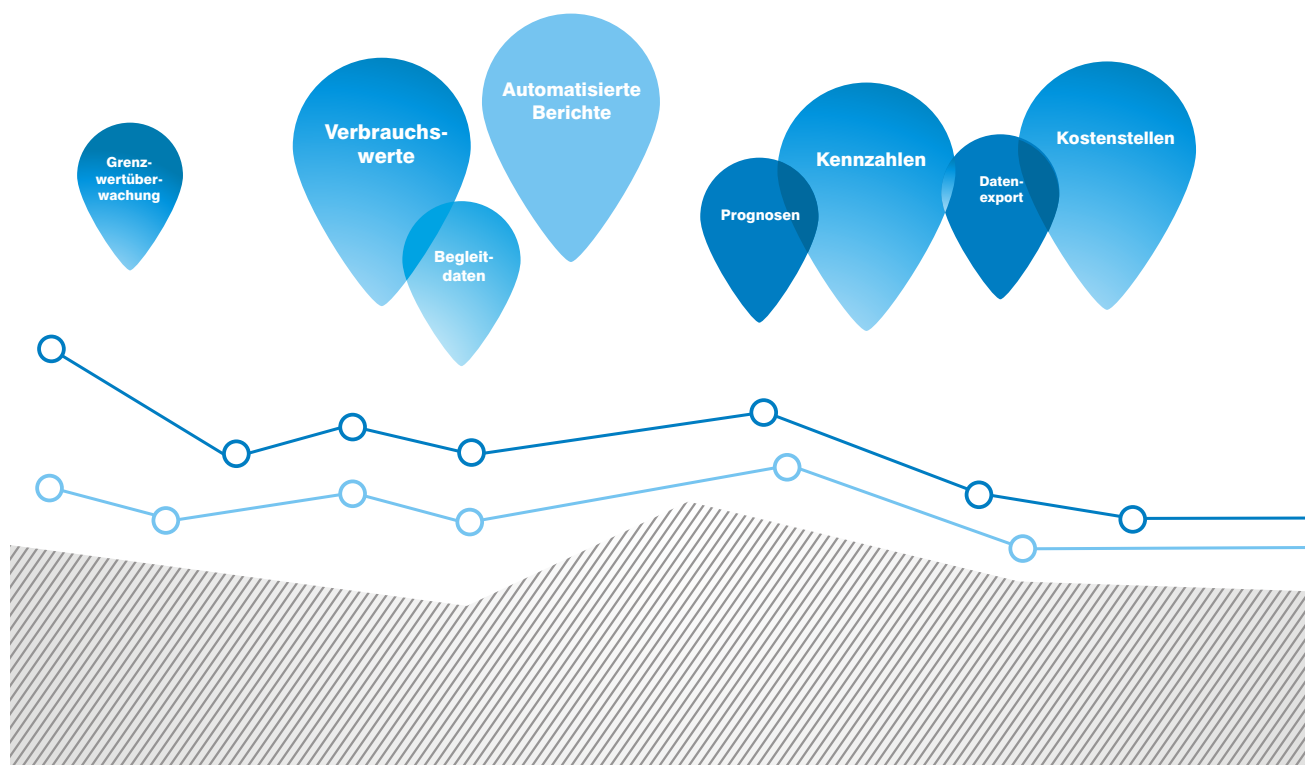 Grenz-
wertüber-
wachung
Verbrauchs-
werte
Begleit-
daten
Automatisierte
Berichte
Prognosen
Kennzahlen
Daten-
export
Kostenstellen